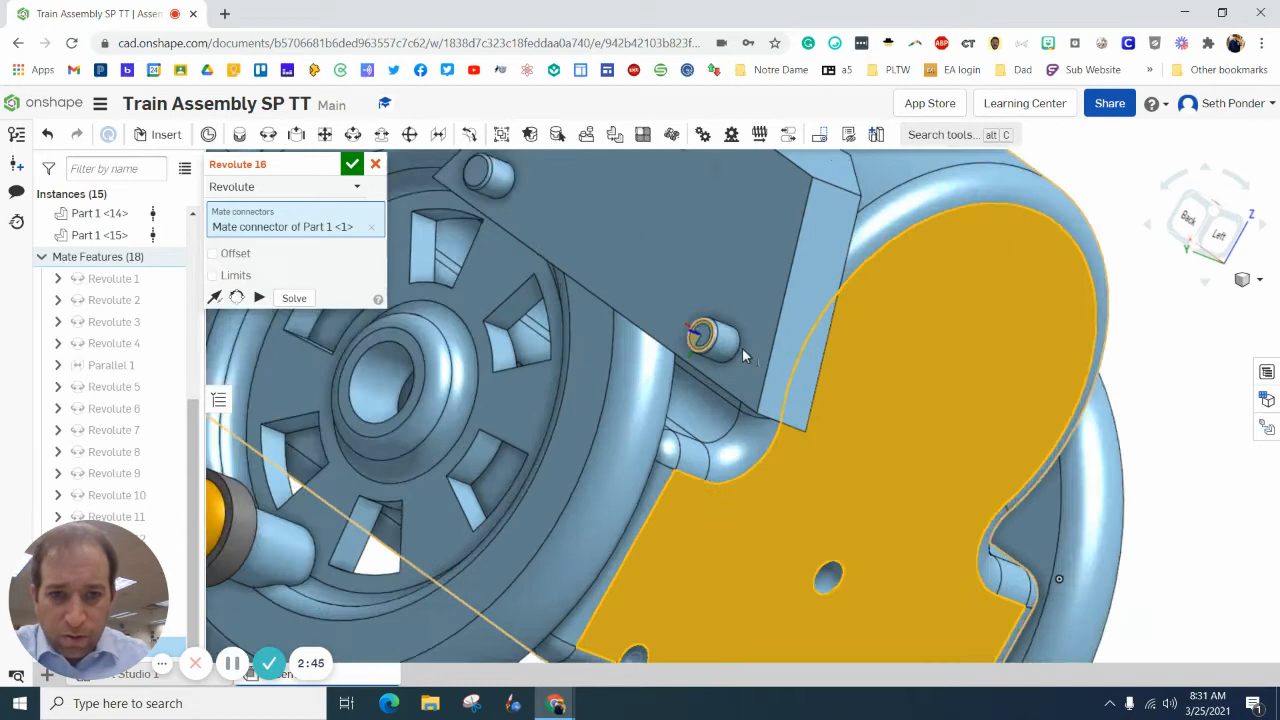 Train Assembly SP TT | Assem
cad.onshape.com/documents/b5706681b6fed963557c7c62/w/1838d7c323c18feddaa0a740/e/942b42103b823f...
Apps
Notre Dame
a5
PLTW
EA login
Dad
Sub Website
»
Other bookmarks
onshape
Train Assembly SP TT
Main
App Store
Learning Center
Share
Seth Ponder
Insert
Search tools...
alt
C
Filter by name
Revolute 16
Revolute
Instances (15)
Part 1 <14>
Mate connectors
Mate connector of Part 1 <1>
Part 1 <15>
Mate Features (18)
Offset
Revolute 1
Limits
Revolute 2
Solve
Revolute 3
Revolute 4
Parallel 1
Revolute 5
Revolute 6
Revolute 7
Revolute 8
Revolute 9
Revolute 10
Revolute 11
Back
Left
Z
Y
2:45
Type here to search
8:31 AM
3/25/2021